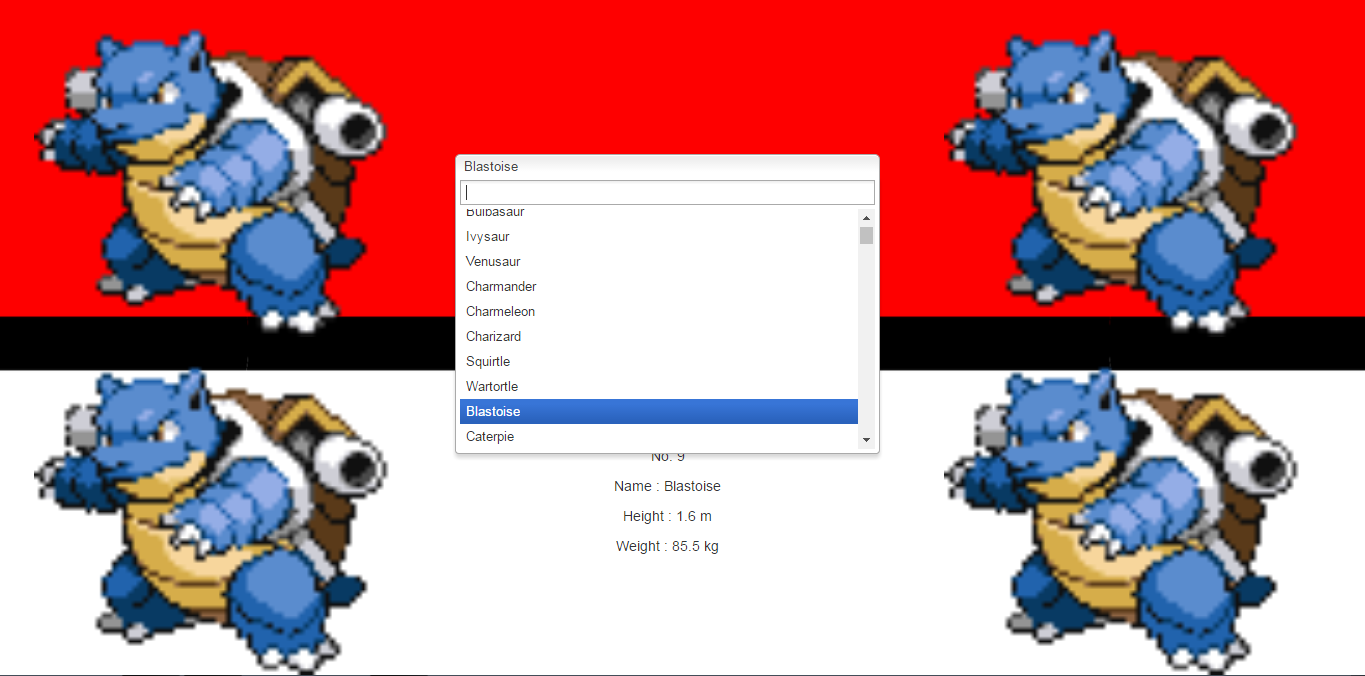 Blastoise
Bulbasaur
Ivysaur
Venusaur
Charmander
Charmeleon
Charizard
Squirtle
Wartortle
Blastoise
Caterpie
No. 9
Name : Blastoise
Height : 1.6 m
Weight : 85.5 kg